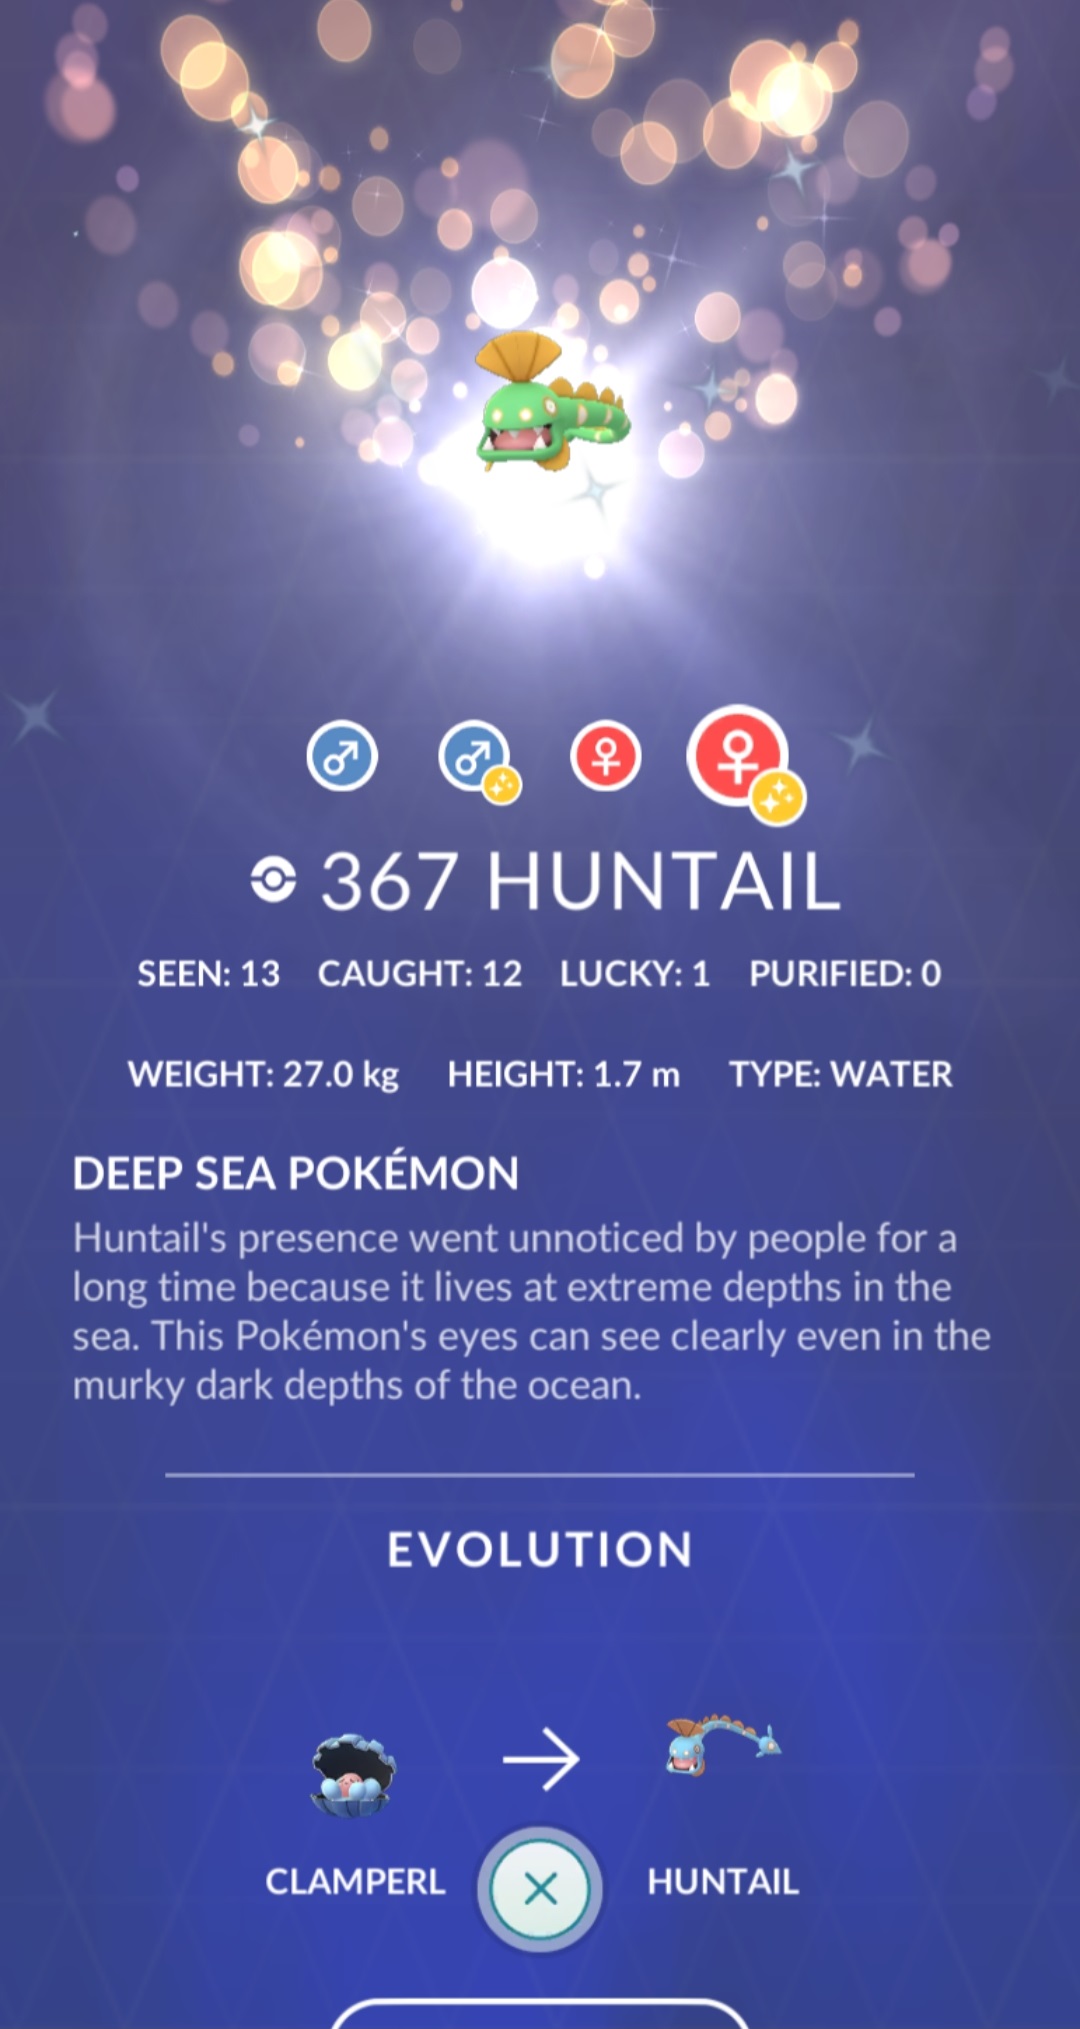 367 HUNTAIL
SEEN: 13 CAUGHT: 12 LUCKY: 1 PURIFIED: 0
WEIGHT: 27.0 kg HEIGHT: 1.7 m TYPE: WATER
DEEP SEA POKÉMON
Huntail's presence went unnoticed by people for a
long time because it lives at extreme depths in the
sea. This Pokémon's eyes can see clearly even in the
murky dark depths of the ocean.
EVOLUTION
CLAMPERL HUNTAIL